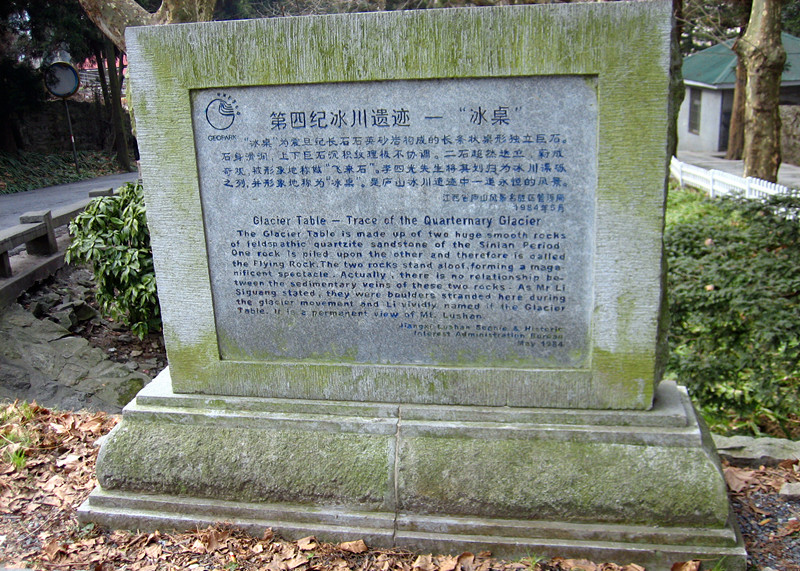 GEOPARK
第四纪冰川遗迹 — “冰桌”
“冰桌”为震旦纪长石石英砂岩构成的长条状桌形独立巨石。
石身滑润，上下巨石沉积纹理极不协调。二石超然迭立，蔚成
奇观，被形象地称做“飞来石”。李四光先生将其划归为冰川漂砾
之列，并形象地称为“冰桌”。是庐山冰川遗迹中一永恒的风景。
江西省庐山风景名胜区管理局
1984年5月
Glacier Table — Trace of the Quarternary Glacier
The Glacier Table is made up of two huge smooth rocks
of feldspathic quartzite sandstone of the Sinian Period.
One rock is piled upon the other and therefore is called
the Flying Rock. The two rocks stand aloof, forming a mag-
nificent spectacle. Actually, there is no relationship be-
tween the sedimentary veins of these two rocks. As Mr Li
Siguang stated, they were boulders stranded here during
the glacier movement and Li vividly named it the Glacier
Table. It is a permanent view of Mt. Lushan.
Jiangxi Lushan Scenic & Historic
Interest Administration Bureau
May 1984